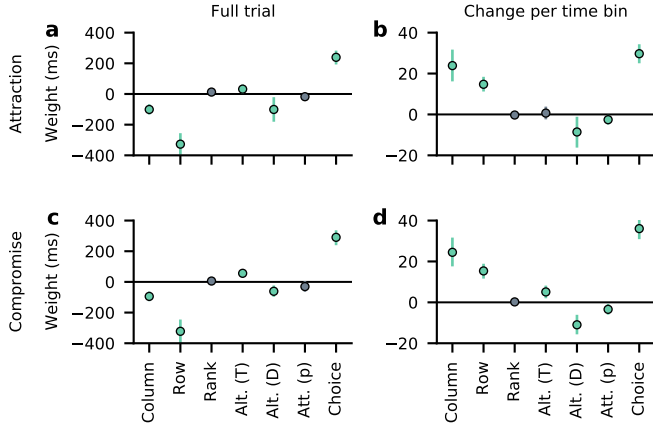 Full trial
Change per time bin
a
b
Attraction
Weight (ms)
400
200
0
−200
−400
40
20
0
−20
c
d
Compromise
Weight (ms)
400
200
0
−200
−400
40
20
0
−20
Column
Row
Rank
Alt. (T)
Alt. (D)
Att. (p)
Choice
Column
Row
Rank
Alt. (T)
Alt. (D)
Att. (p)
Choice